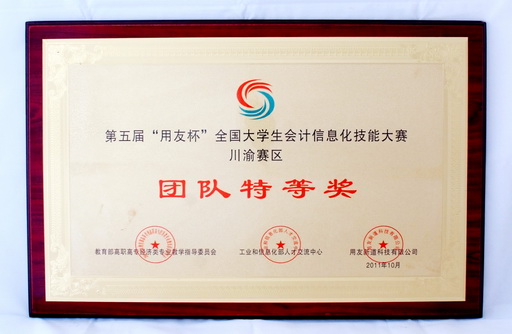 第五届“用友杯”全国大学生会计信息化技能大赛
川渝赛区
团队特等奖
教育部高职高专经济类专业教学指导委员会
工业和信息化部人才交流中心
用友新道科技有限公司
2011年10月